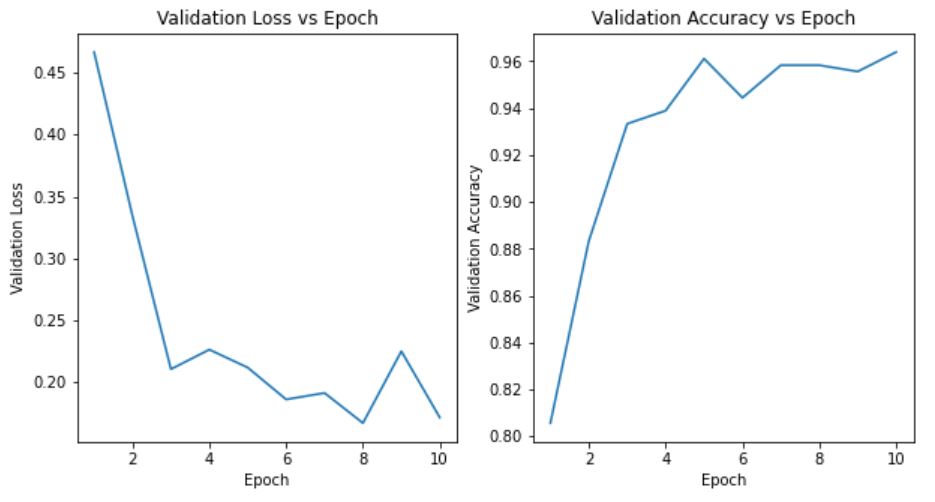 Validation Loss vs Epoch
Validation Loss
0.45
0.40
0.35
0.30
0.25
0.20
2 4 6 8 10
Epoch
Validation Accuracy vs Epoch
Validation Accuracy
0.96
0.94
0.92
0.90
0.88
0.86
0.84
0.82
0.80
2 4 6 8 10
Epoch